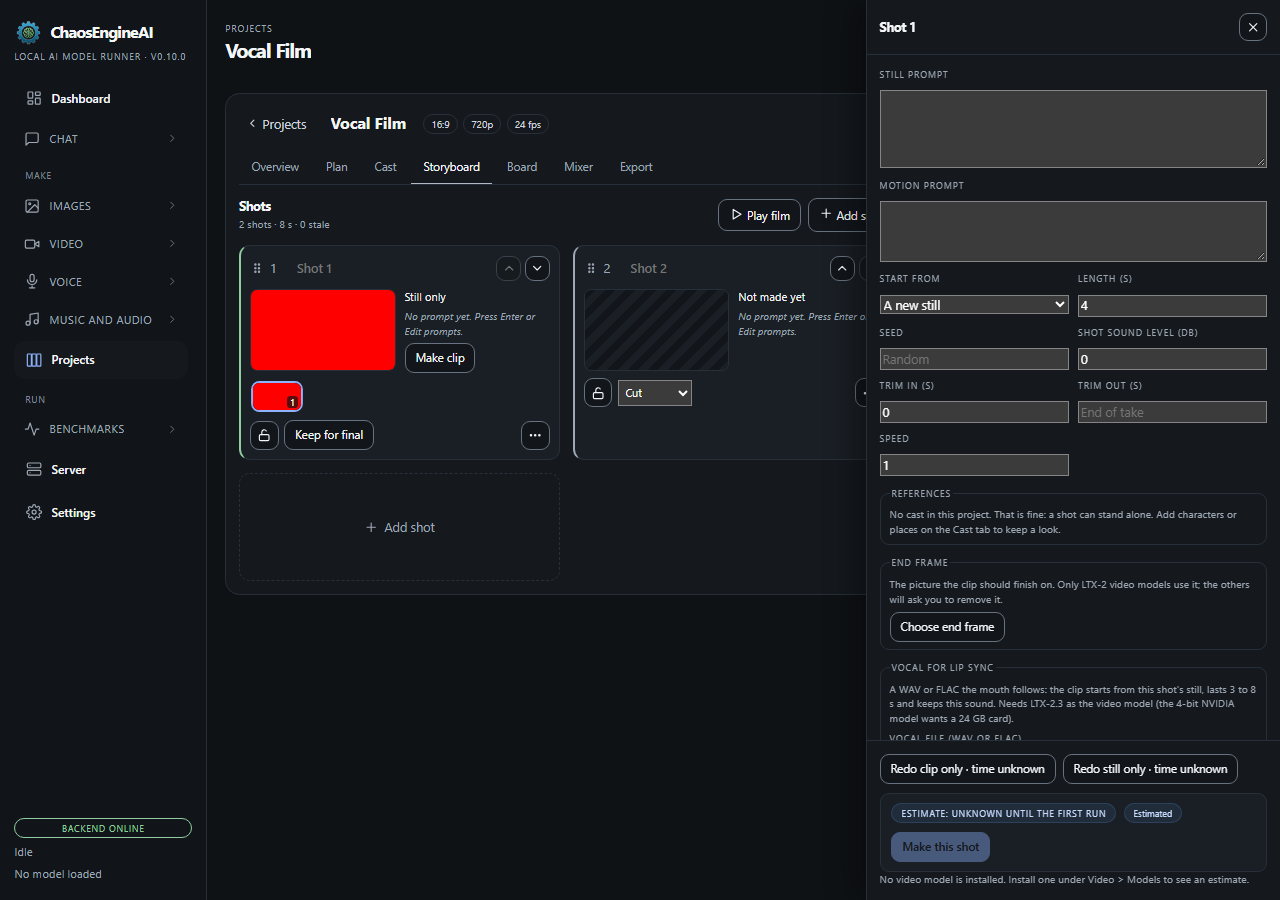 ChaosEngineAI
LOCAL AI MODEL RUNNER · V0.10.0
Dashboard
CHAT
MAKE
IMAGES
VIDEO
VOICE
MUSIC AND AUDIO
Projects
RUN
BENCHMARKS
Server
Settings
BACKEND ONLINE
Idle
No model loaded
PROJECTS
Vocal Film
Projects
Vocal Film
16:9
720p
24 fps
Overview
Plan
Cast
Storyboard
Board
Mixer
Export
Shots
2 shots · 8 s · 0 stale
Play film
Add s
1
Shot 1
Still only
No prompt yet. Press Enter or
Edit prompts.
Make clip
1
Keep for final
2
Shot 2
Not made yet
No prompt yet. Press Enter o
Edit prompts.
Cut
Add shot
Shot 1
STILL PROMPT
MOTION PROMPT
START FROM
LENGTH (S)
A new still
4
SEED
SHOT SOUND LEVEL (DB)
Random
0
TRIM IN (S)
TRIM OUT (S)
0
End of take
SPEED
1
REFERENCES
No cast in this project. That is fine: a shot can stand alone. Add characters or
places on the Cast tab to keep a look.
END FRAME
The picture the clip should finish on. Only LTX-2 video models use it; the others
will ask you to remove it.
Choose end frame
VOCAL FOR LIP SYNC
A WAV or FLAC the mouth follows: the clip starts from this shot's still, lasts 3 to 8
s and keeps this sound. Needs LTX-2.3 as the video model (the 4-bit NVIDIA
model wants a 24 GB card).
VOCAL FILE (WAV OR FLAC)
Redo clip only · time unknown
Redo still only · time unknown
ESTIMATE: UNKNOWN UNTIL THE FIRST RUN
Estimated
Make this shot
No video model is installed. Install one under Video > Models to see an estimate.